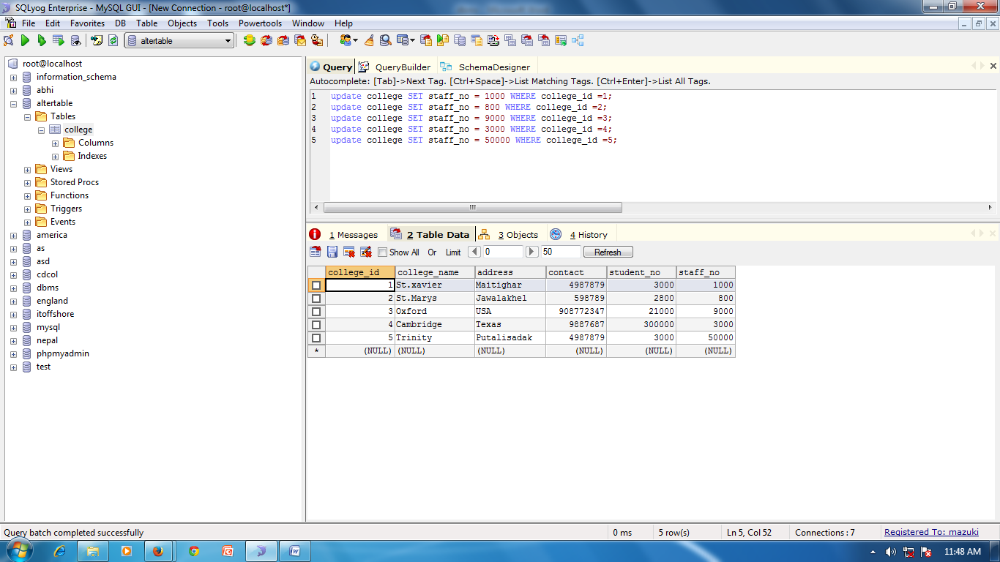 SQLyog Enterprise - MySQL GUI - [New Connection - root@localhost*]
File Edit Favorites DB Table Objects Tools Powertools Window Help
altertable
root@localhost
information_schema
abhi
altertable
Tables
college
Columns
Indexes
Views
Stored Procs
Functions
Triggers
Events
america
as
asd
cdcol
dbms
england
itoffshore
mysql
nepal
phpmyadmin
test
Query QueryBuilder SchemaDesigner
Autocomplete: [Tab]->Next Tag. [Ctrl+Space]->List Matching Tags. [Ctrl+Enter]->List All Tags.
1 update college SET staff_no = 1000 WHERE college_id =1;
2 update college SET staff_no = 800 WHERE college_id =2;
3 update college SET staff_no = 9000 WHERE college_id =3;
4 update college SET staff_no = 3000 WHERE college_id =4;
5 update college SET staff_no = 50000 WHERE college_id =5;
1 Messages 2 Table Data 3 Objects 4 History
Show All Or Limit 0 50 Refresh
college_id college_name address contact student_no staff_no
1 St.xavier Maitighar 4987879 3000 1000
2 St.Marys Jawalakhel 598789 2800 800
3 Oxford USA 908772347 21000 9000
4 Cambridge Texas 9887687 300000 3000
5 Trinity Putalisadak 4987879 3000 50000
* (NULL) (NULL) (NULL) (NULL) (NULL) (NULL)
Query batch completed successfully 0 ms 5 row(s) Ln 5, Col 52 Connections : 7 Registered To: mazuki
11:48 AM